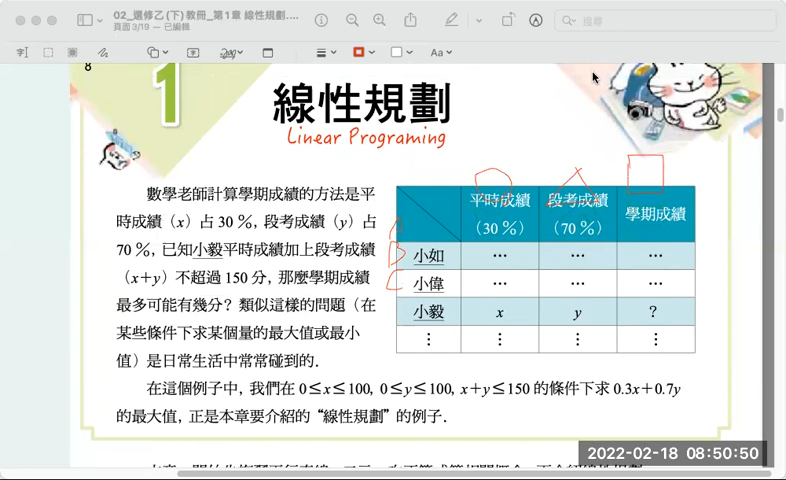 02_選修乙(下)教冊_第1章 線性規劃....
頁面 3/19 — 已編輯
搜尋
Aa
8
1
線性規劃
Linear Programing
數學老師計算學期成績的方法是平
時成績（x）占 30 %，段考成績（y）占
70 %，已知小毅平時成績加上段考成績
（x+y）不超過 150 分，那麼學期成績
最多可能有幾分？類似這樣的問題（在
某些條件下求某個量的最大值或最小
值）是日常生活中常常碰到的．
平時成績 段考成績 學期成績
（30 %） （70 %）
A
B 小如 … … …
C 小偉 … … …
小毅 x y ？
⋮ ⋮ ⋮ ⋮
在這個例子中，我們在 0≤x≤100, 0≤y≤100, x+y≤150 的條件下求 0.3x+0.7y
的最大值，正是本章要介紹的“線性規劃”的例子．
2022-02-18 08:50:50